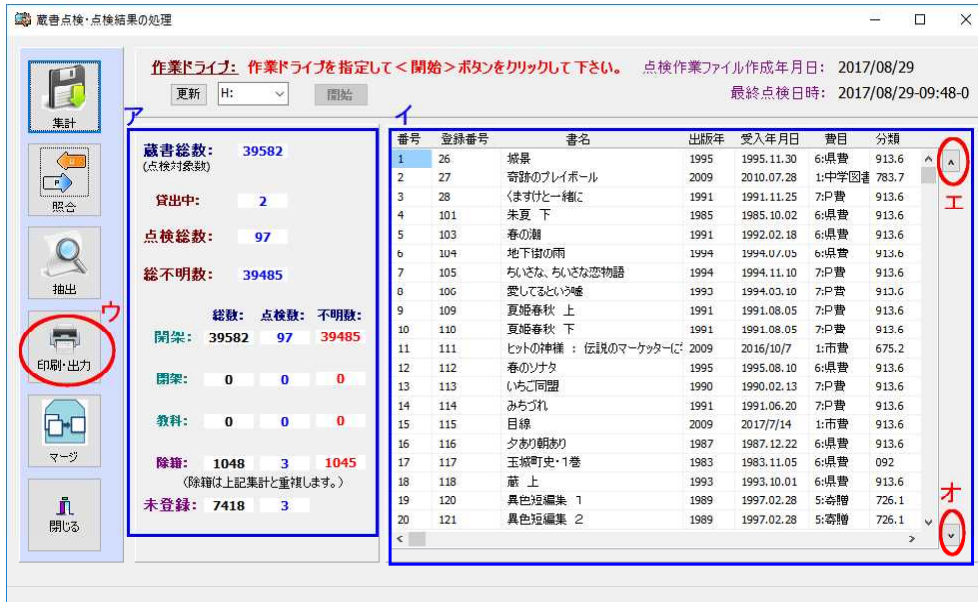 蔵書点検・点検結果の処理
作業ドライブ: 作業ドライブを指定して<開始>ボタンをクリックして下さい。 点検作業ファイル作成年月日: 2017/08/29
更新 H: 開始 最終点検日時: 2017/08/29-09:48-0
集計
照合
抽出
ウ
印刷・出力
マージ
閉じる
ア
蔵書総数: 39582
(点検対象数)
貸出中: 2
点検総数: 97
総不明数: 39485
総数: 点検数: 不明数:
開架: 39582 97 39485
閉架: 0 0 0
教科: 0 0 0
除籍: 1048 3 1045
(除籍は上記集計と重複します。)
未登録: 7418 3
イ
番号 登録番号 書名 出版年 受入年月日 費目 分類
1 26 城景 1995 1995.11.30 6:県費 913.6
2 27 奇跡のプレイボール 2009 2010.07.28 1:中学図書 783.7
3 28 くますけと一緒に 1991 1991.11.25 7:P費 913.6
4 101 朱夏 下 1985 1985.10.02 6:県費 913.6
5 103 春の潮 1991 1992.02.18 6:県費 913.6
6 104 地下街の雨 1994 1994.07.05 6:県費 913.6
7 105 ちいさな、ちいさな恋物語 1994 1994.11.10 7:P費 913.6
8 106 愛してるという嘘 1993 1994.03.10 7:P費 913.6
9 109 夏姫春秋 上 1991 1991.08.05 7:P費 913.6
10 110 夏姫春秋 下 1991 1991.08.05 7:P費 913.6
11 111 ヒットの神様 : 伝説のマーケッターに 2009 2016/10/7 1:市費 675.2
12 112 春のソナタ 1995 1995.08.10 6:県費 913.6
13 113 いちご同盟 1990 1990.02.13 7:P費 913.6
14 114 みちづれ 1991 1991.06.20 7:P費 913.6
15 115 目線 2009 2017/7/14 1:市費 913.6
16 116 夕あり朝あり 1987 1987.12.22 6:県費 913.6
17 117 玉城町史・1巻 1983 1983.11.05 6:県費 092
18 118 蔵 上 1993 1993.10.01 6:県費 913.6
19 120 異色短編集 1 1989 1997.02.28 5:寄贈 726.1
20 121 異色短編集 2 1989 1997.02.28 5:寄贈 726.1
エ
オ